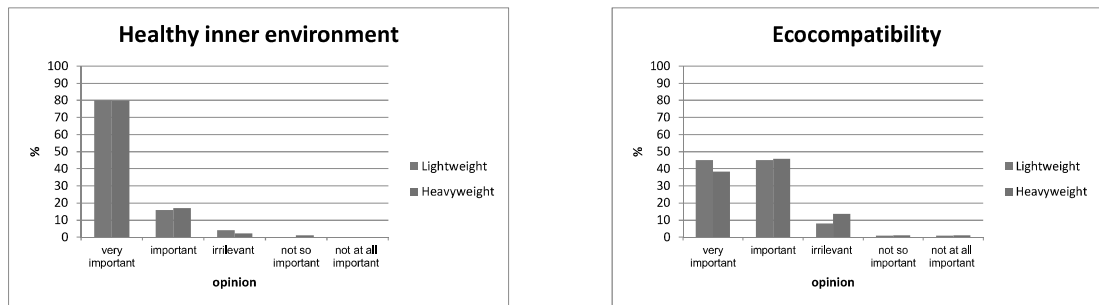 Healthy inner environment
100
90
80
70
60
50
40
30
20
10
0
%
very important
important
irrilevant
not so important
not at all important
opinion
Lightweight
Heavyweight
Ecocompatibility
100
90
80
70
60
50
40
30
20
10
0
%
very important
important
irrilevant
not so important
not at all important
opinion
Lightweight
Heavyweight